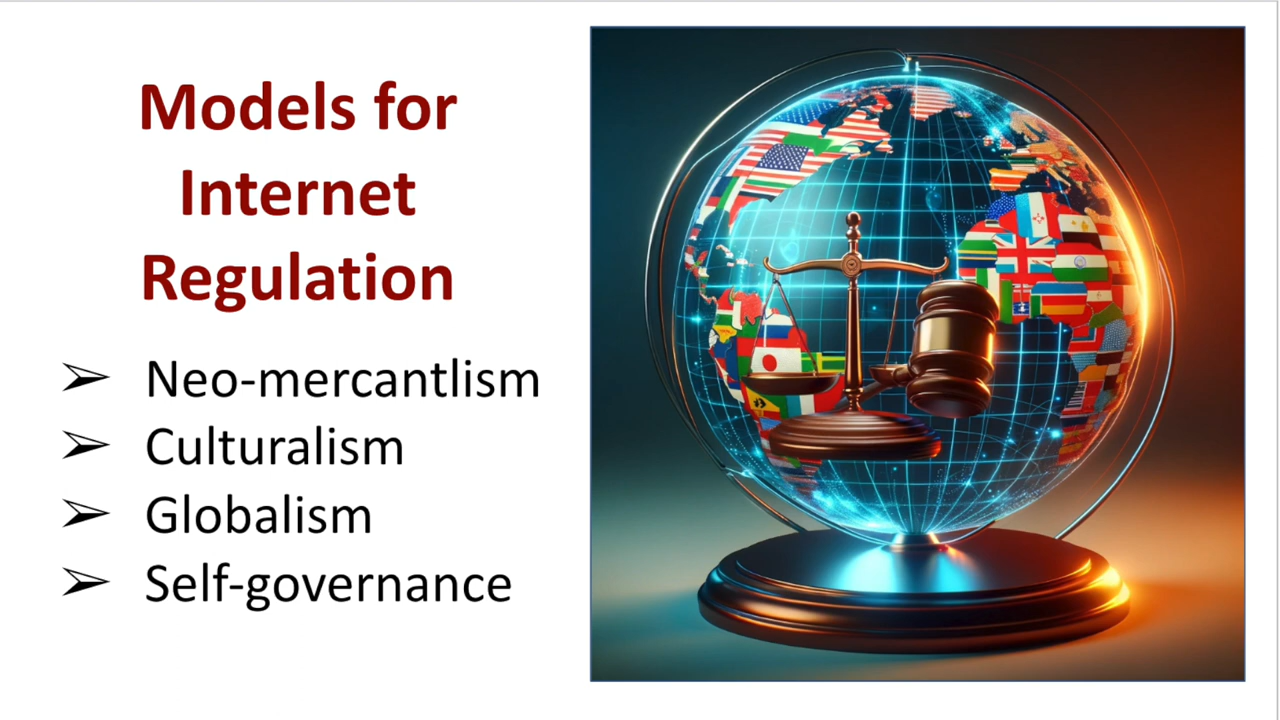 Models for
Internet
Regulation
➢ Neo-mercantlism
➢ Culturalism
➢ Globalism
➢ Self-governance